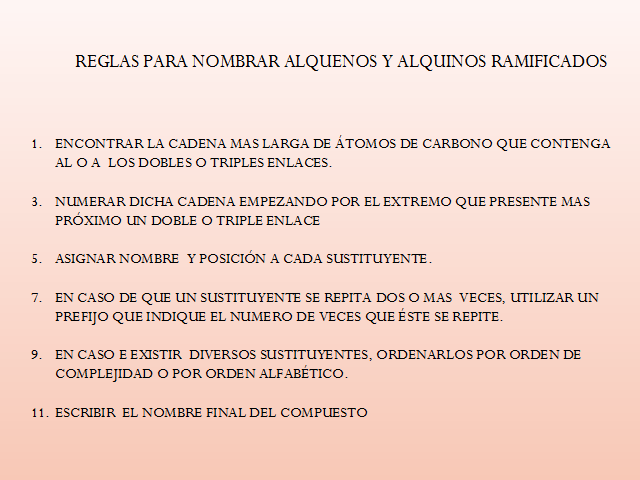 REGLAS PARA NOMBRAR ALQUENOS Y ALQUINOS RAMIFICADOS
1. ENCONTRAR LA CADENA MAS LARGA DE ÁTOMOS DE CARBONO QUE CONTENGA
AL O A LOS DOBLES O TRIPLES ENLACES.
3. NUMERAR DICHA CADENA EMPEZANDO POR EL EXTREMO QUE PRESENTE MAS
PRÓXIMO UN DOBLE O TRIPLE ENLACE
5. ASIGNAR NOMBRE Y POSICIÓN A CADA SUSTITUYENTE.
7. EN CASO DE QUE UN SUSTITUYENTE SE REPITA DOS O MAS VECES, UTILIZAR UN
PREFIJO QUE INDIQUE EL NUMERO DE VECES QUE ÉSTE SE REPITE.
9. EN CASO E EXISTIR DIVERSOS SUSTITUYENTES, ORDENARLOS POR ORDEN DE
COMPLEJIDAD O POR ORDEN ALFABÉTICO.
11. ESCRIBIR EL NOMBRE FINAL DEL COMPUESTO